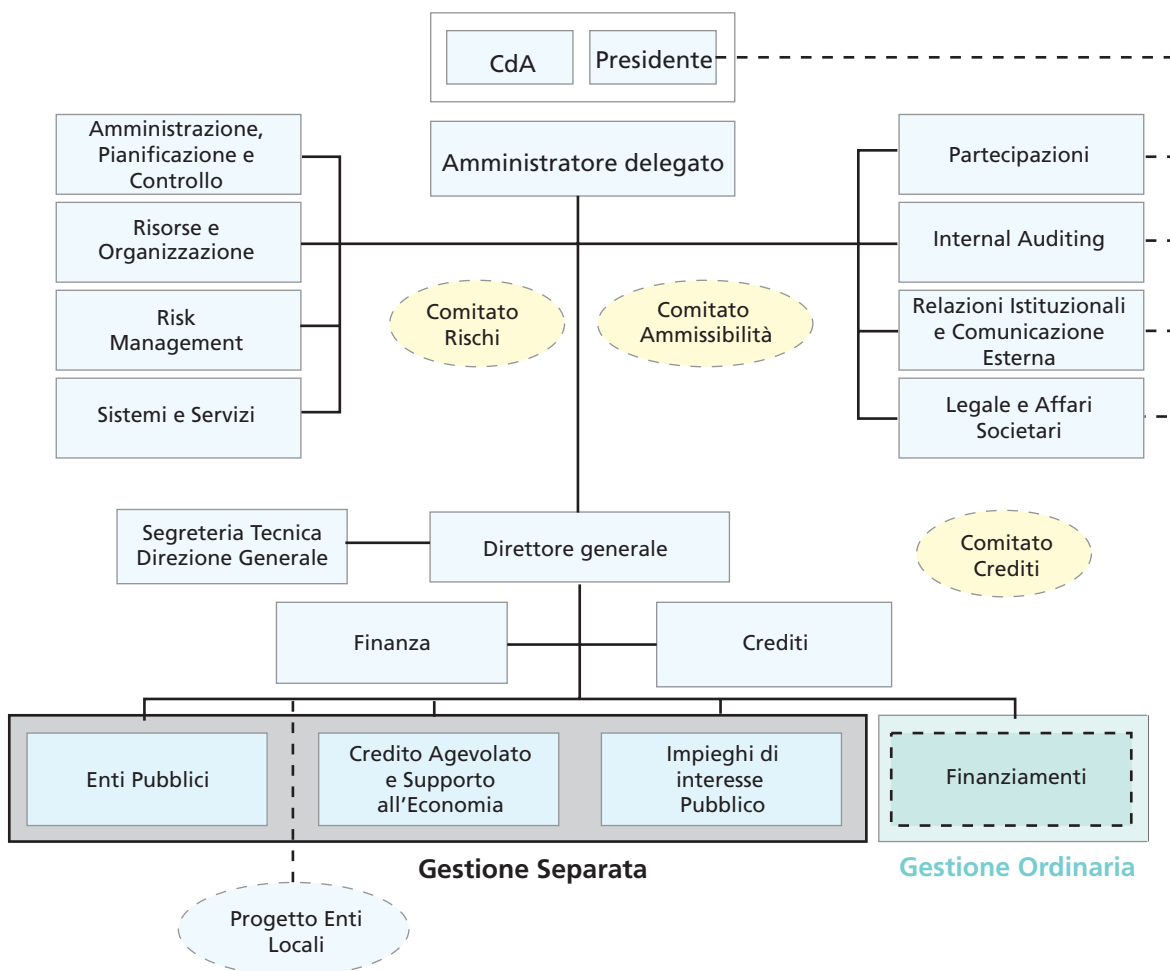 CdA
Presidente
Amministratore delegato
Amministrazione,
Pianificazione e
Controllo
Risorse e
Organizzazione
Risk
Management
Sistemi e Servizi
Partecipazioni
Internal Auditing
Relazioni Istituzionali
e Comunicazione
Esterna
Legale e Affari
Societari
Comitato
Rischi
Comitato
Ammissibilità
Segreteria Tecnica
Direzione Generale
Direttore generale
Comitato
Crediti
Finanza
Crediti
Enti Pubblici
Credito Agevolato
e Supporto
all’Economia
Impieghi di
interesse
Pubblico
Finanziamenti
Gestione Separata
Gestione Ordinaria
Progetto Enti
Locali